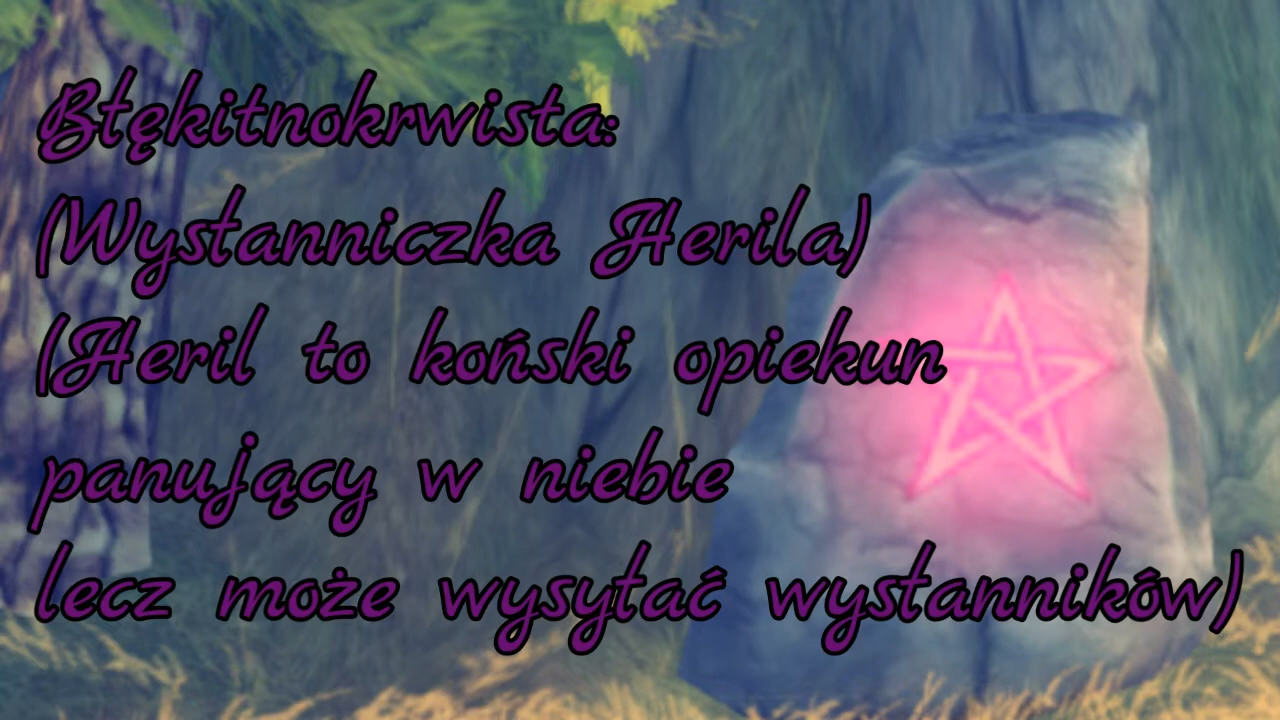 Błękitnokrwista:
(Wysłanniczka Herila)
(Heril to koński opiekun
panujący w niebie
lecz może wysyłać wysłanników)